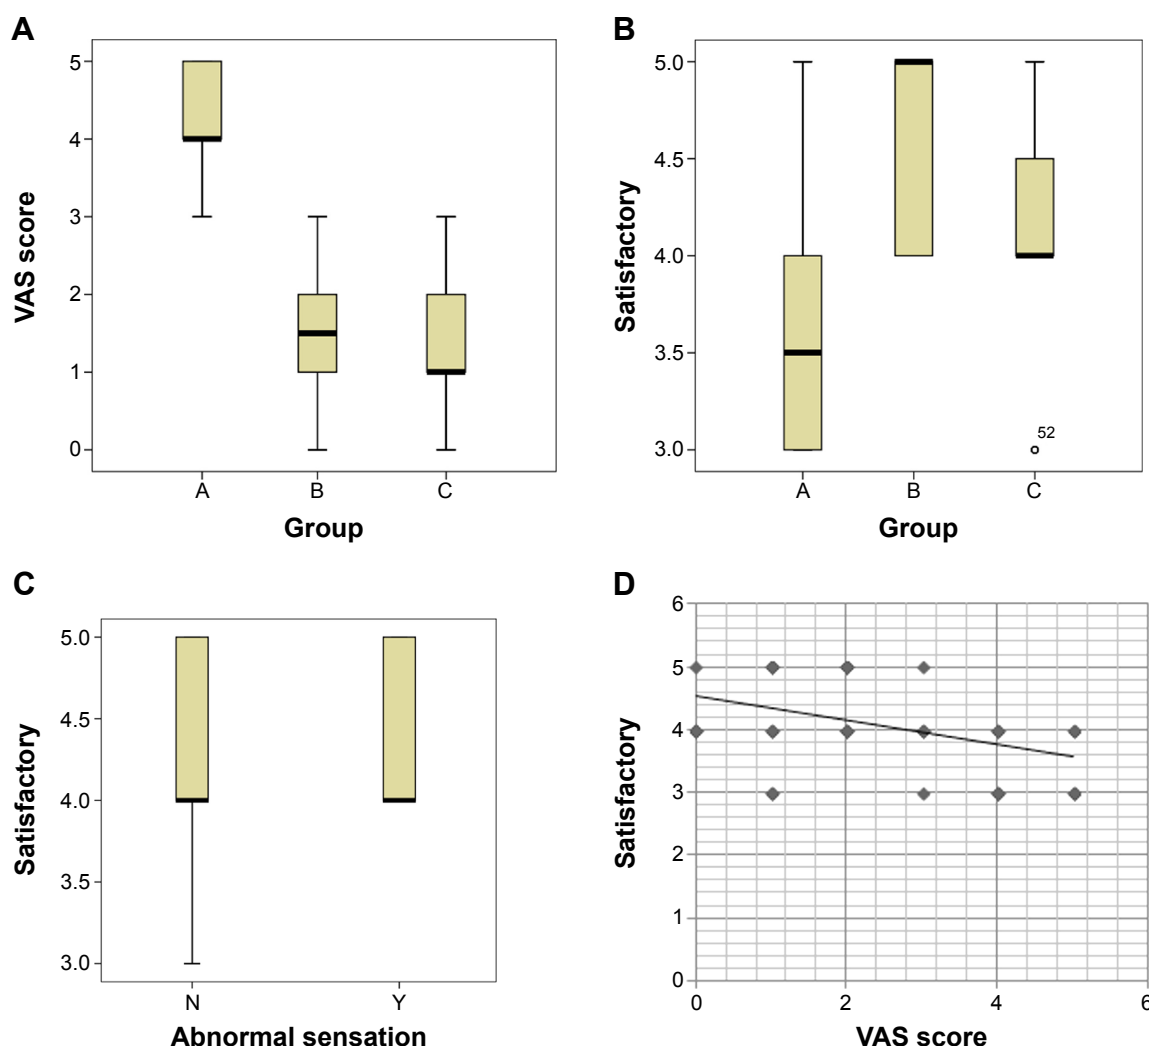 A
VAS score
5
4
3
2
1
0
A B C
Group
B
Satisfactory
5.0
4.5
4.0
3.5
3.0
52
A B C
Group
C
Satisfactory
5.0
4.5
4.0
3.5
3.0
N Y
Abnormal sensation
D
Satisfactory
6
5
4
3
2
1
0
0 2 4 6
VAS score